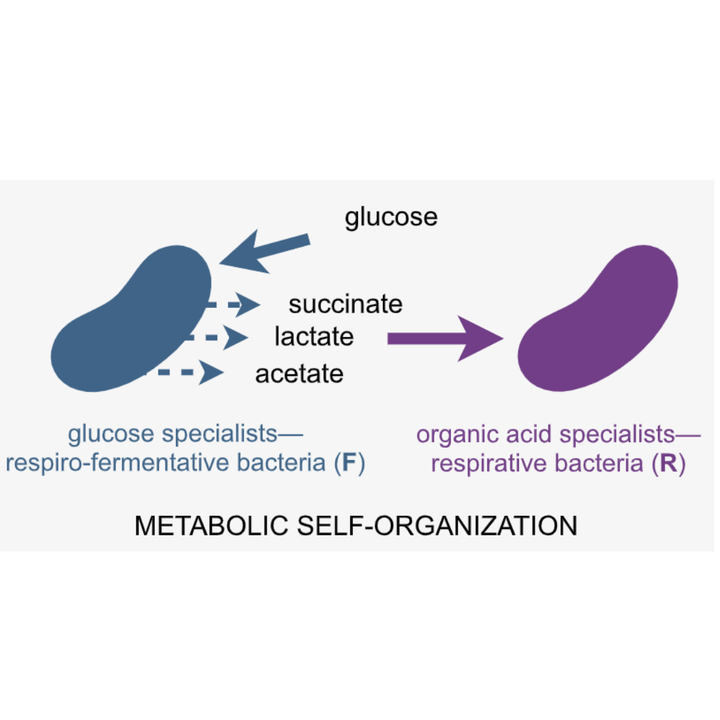 glucose
succinate
lactate
acetate
glucose specialists—
respiro-fermentative bacteria (F)
organic acid specialists—
respirative bacteria (R)
METABOLIC SELF-ORGANIZATION